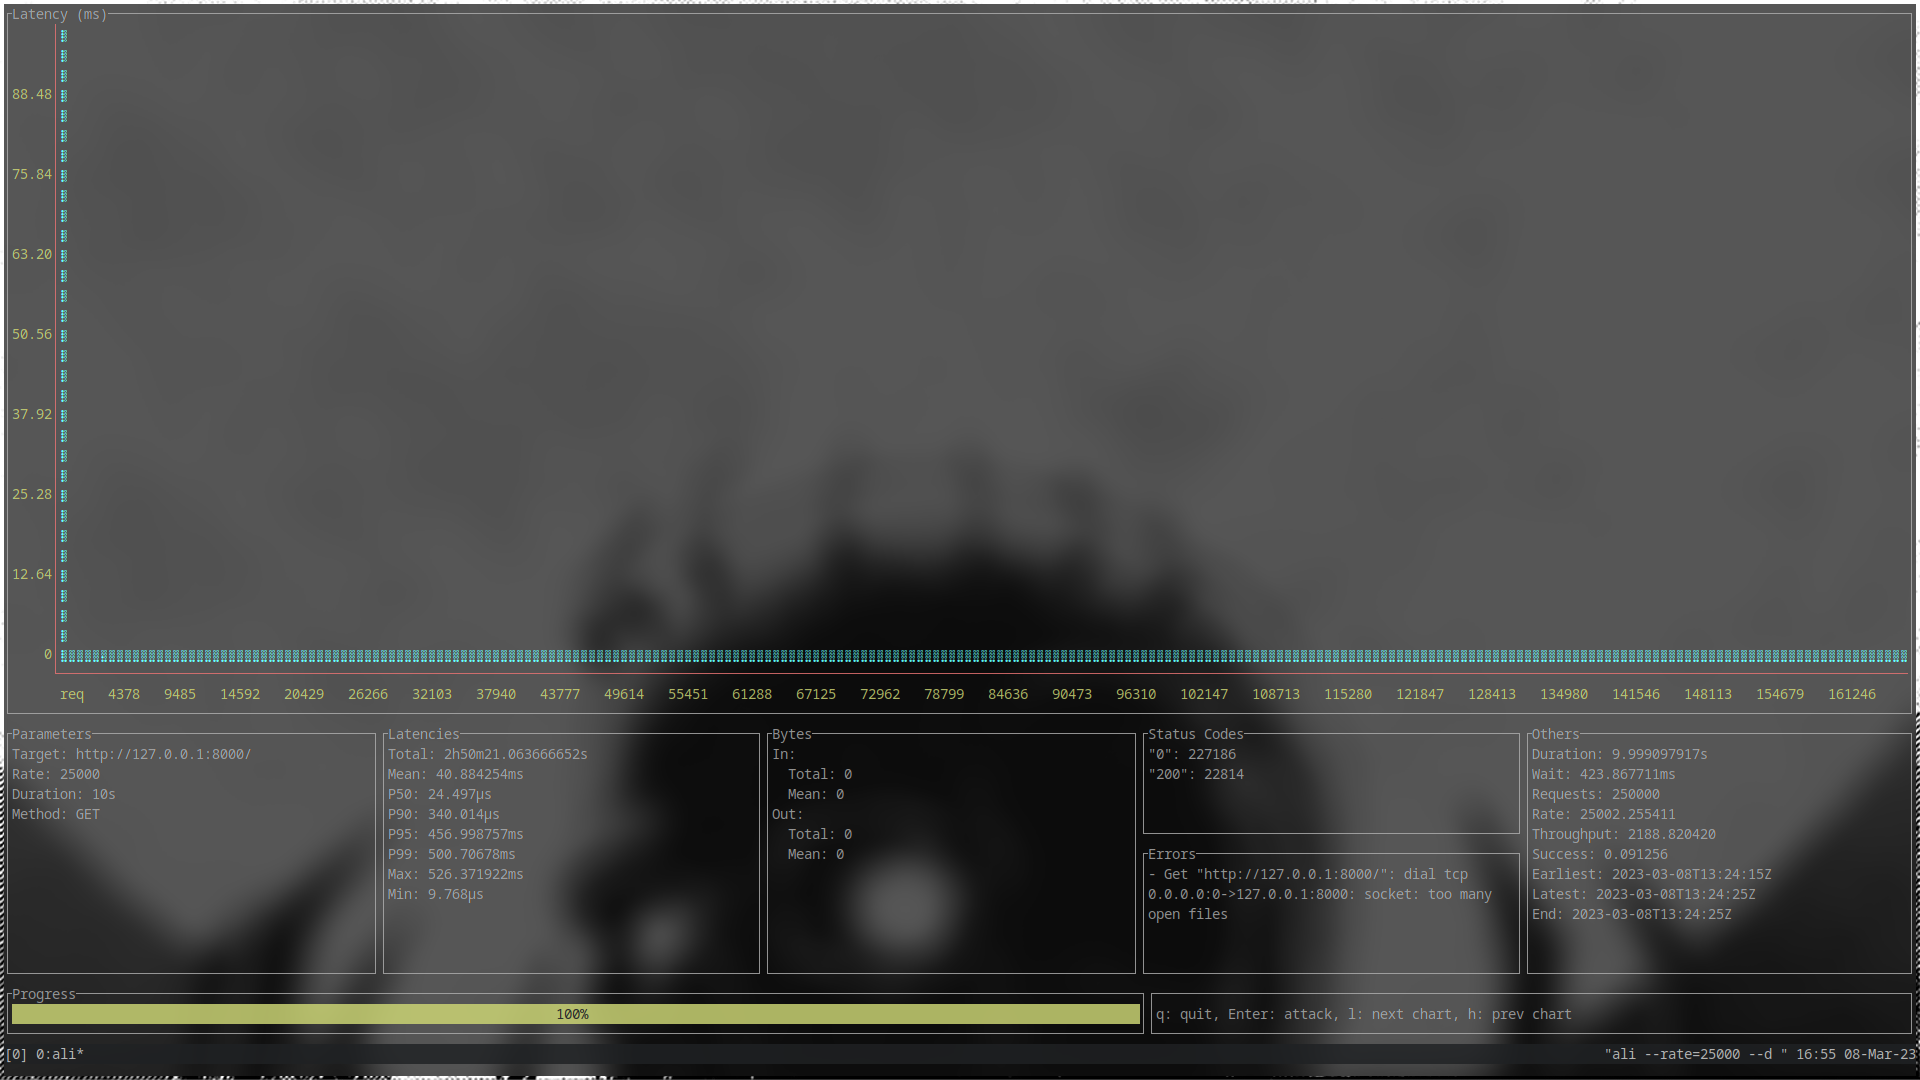 Latency (ms)
88.48
75.84
63.20
50.56
37.92
25.28
12.64
0
req 4378 9485 14592 20429 26266 32103 37940 43777 49614 55451 61288 67125 72962 78799 84636 90473 96310 102147 108713 115280 121847 128413 134980 141546 148113 154679 161246
Parameters
Target: http://127.0.0.1:8000/
Rate: 25000
Duration: 10s
Method: GET
Latencies
Total: 2h50m21.063666652s
Mean: 40.884254ms
P50: 24.497µs
P90: 340.014µs
P95: 456.998757ms
P99: 500.70678ms
Max: 526.371922ms
Min: 9.768µs
Bytes
In:
Total: 0
Mean: 0
Out:
Total: 0
Mean: 0
Status Codes
"0": 227186
"200": 22814
Errors
- Get "http://127.0.0.1:8000/": dial tcp
0.0.0.0:0->127.0.0.1:8000: socket: too many
open files
Others
Duration: 9.999097917s
Wait: 423.867711ms
Requests: 250000
Rate: 25002.255411
Throughput: 2188.820420
Success: 0.091256
Earliest: 2023-03-08T13:24:15Z
Latest: 2023-03-08T13:24:25Z
End: 2023-03-08T13:24:25Z
Progress
100%
q: quit, Enter: attack, l: next chart, h: prev chart
[0] 0:ali*
"ali --rate=25000 --d " 16:55 08-Mar-23